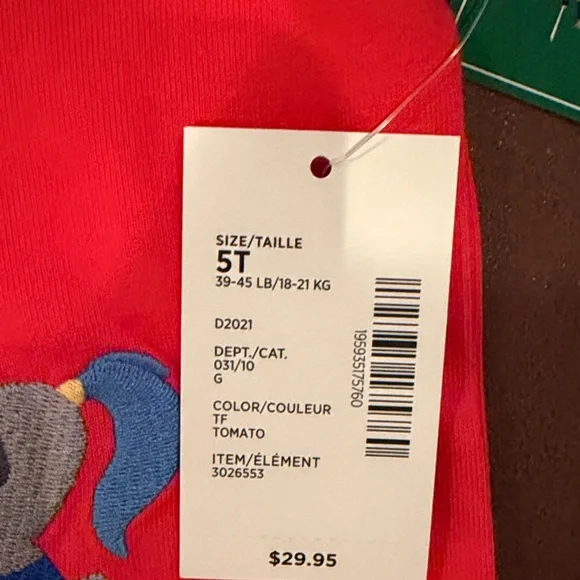 SIZE/TAILLE
5T
39-45 LB/18-21 KG
D2021
DEPT./CAT.
031/10
G
COLOR/COULEUR
TF
TOMATO
ITEM/ÉLÉMENT
3026553
195935175760
$29.95